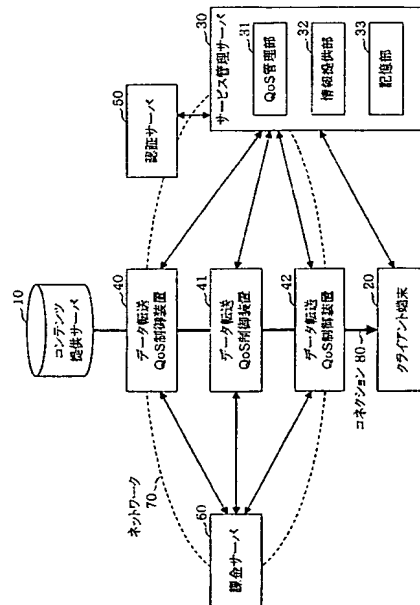 10
コンテンツ
提供サーバ
40
データ転送
QoS制御装置
41
データ転送
QoS制御装置
42
データ転送
QoS制御装置
コネクション 80
20
クライアント端末
50
認証サーバ
30
サービス管理サーバ
31
QoS管理部
32
情報提供部
33
記憶部
ネットワーク
70
60
課金サーバ